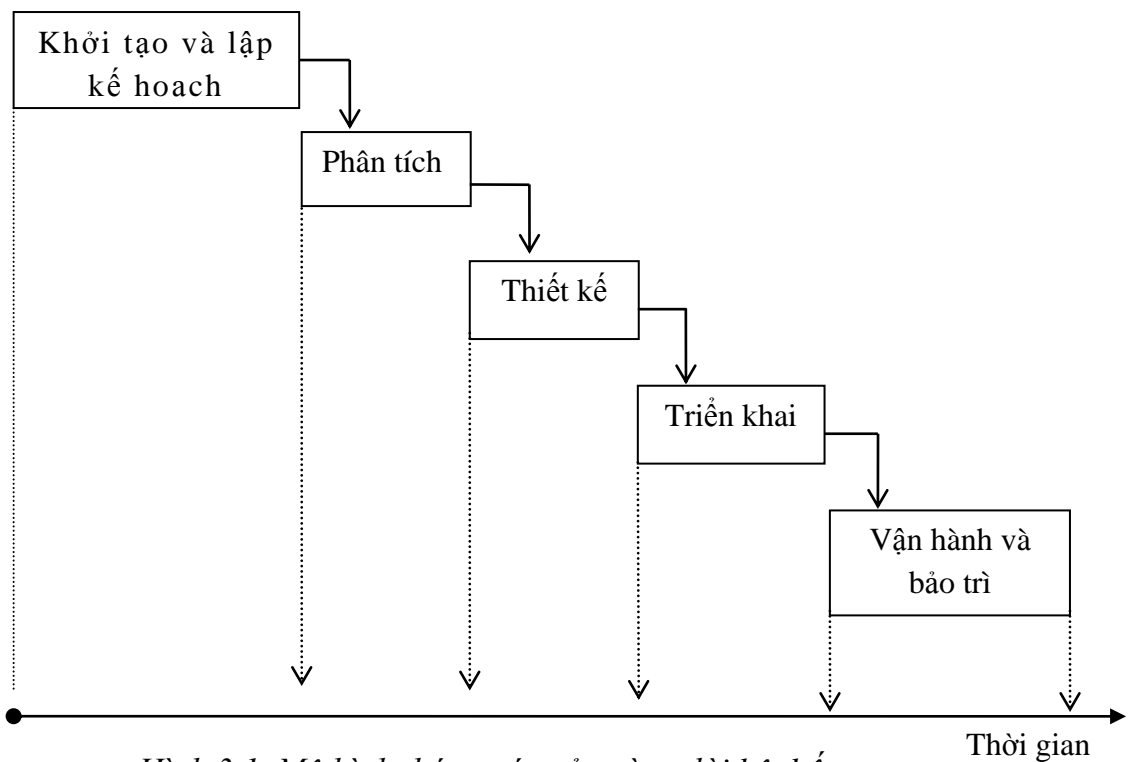 Khởi tạo và lập
kế hoach
Phân tích
Thiết kế
Triển khai
Vận hành và
bảo trì
Thời gian